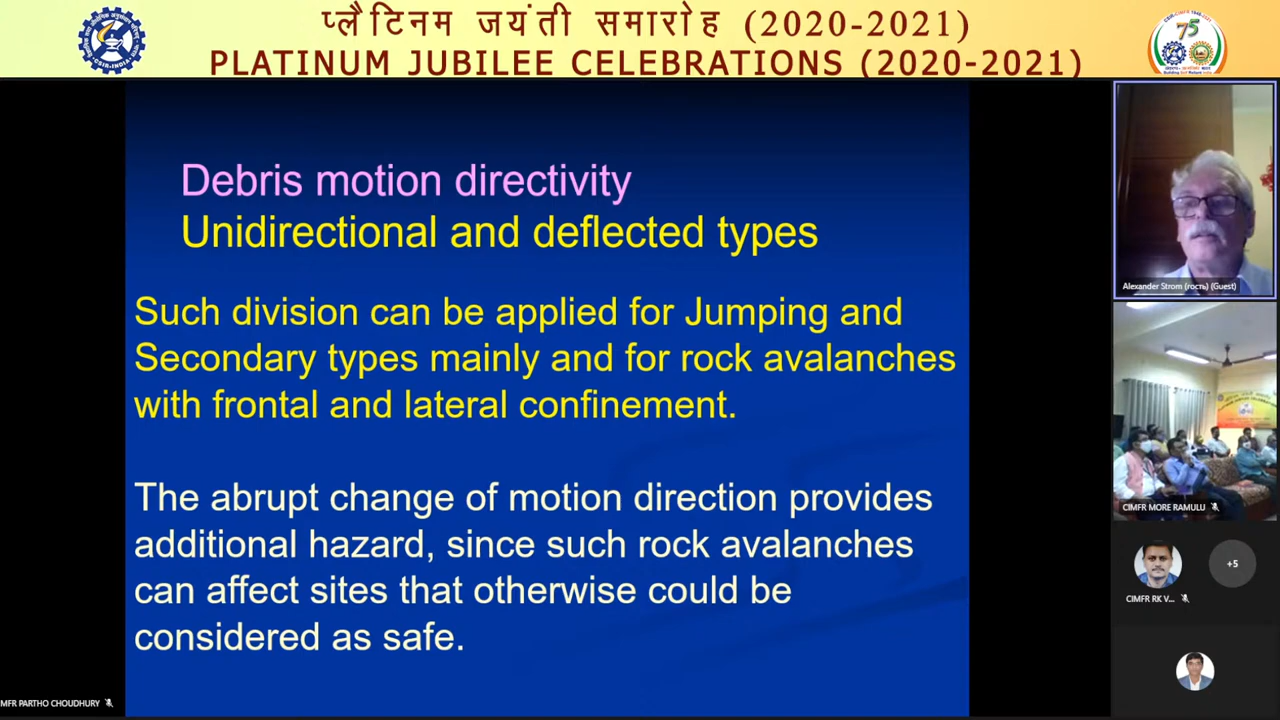 प्लैटिनम जयंती समारोह (2020-2021)
PLATINUM JUBILEE CELEBRATIONS (2020-2021)
CSIR-INDIA
75
Debris motion directivity
Unidirectional and deflected types
Such division can be applied for Jumping and
Secondary types mainly and for rock avalanches
with frontal and lateral confinement.
The abrupt change of motion direction provides
additional hazard, since such rock avalanches
can affect sites that otherwise could be
considered as safe.
Alexander Strom (гость) (Guest)
CIMFR MORE RAMULU
+5
CIMFR RK V...
MFR PARTHO CHOUDHURY